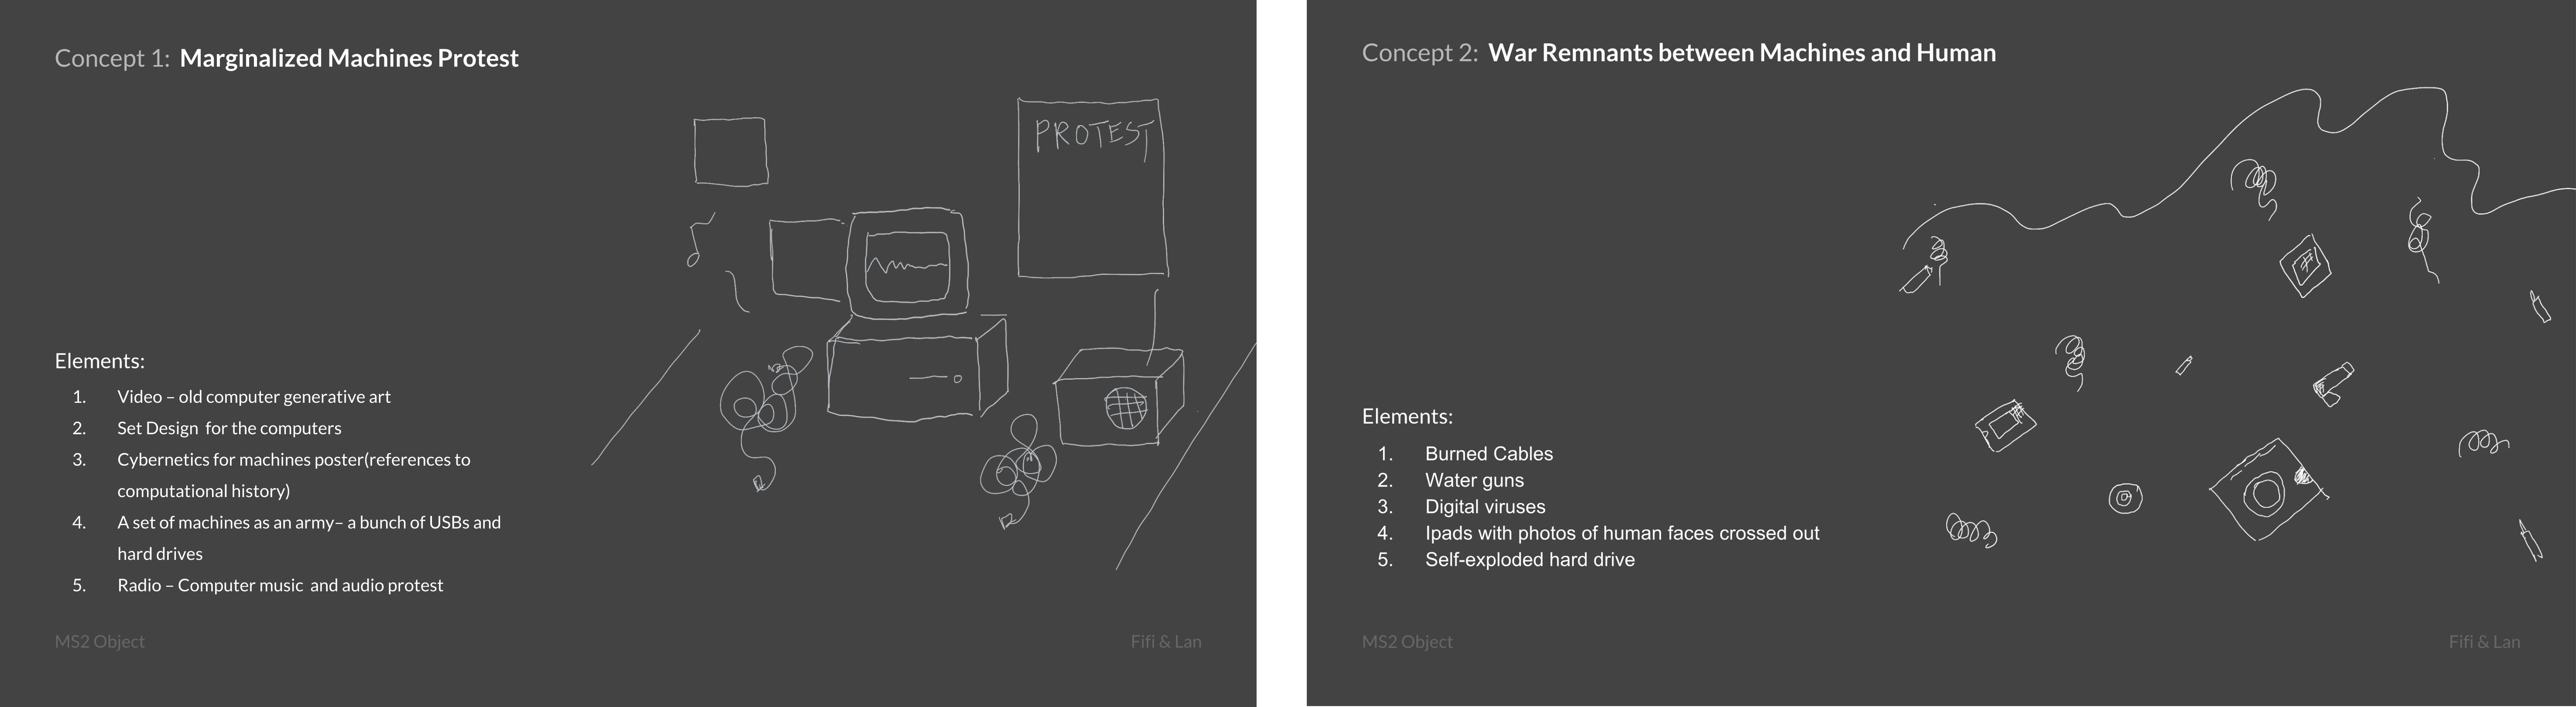 Concept 1: Marginalized Machines Protest
PROTEST
Elements:
1. Video – old computer generative art
2. Set Design for the computers
3. Cybernetics for machines poster(references to
computational history)
4. A set of machines as an army– a bunch of USBs and
hard drives
5. Radio – Computer music and audio protest
MS2 Object
Fifi & Lan
Concept 2: War Remnants between Machines and Human
Elements:
1. Burned Cables
2. Water guns
3. Digital viruses
4. Ipads with photos of human faces crossed out
5. Self-exploded hard drive
MS2 Object
Fifi & Lan